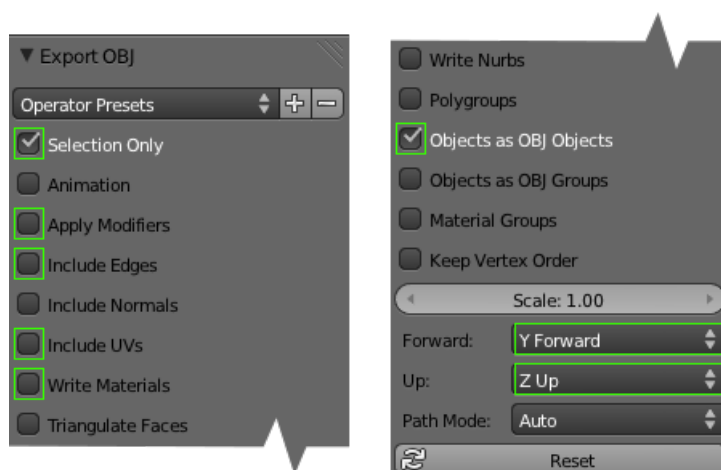 Export OBJ
Operator Presets
Selection Only
Animation
Apply Modifiers
Include Edges
Include Normals
Include UVs
Write Materials
Triangulate Faces
Write Nurbs
Polygroups
Objects as OBJ Objects
Objects as OBJ Groups
Material Groups
Keep Vertex Order
Scale: 1.00
Forward: Y Forward
Up: Z Up
Path Mode: Auto
Reset